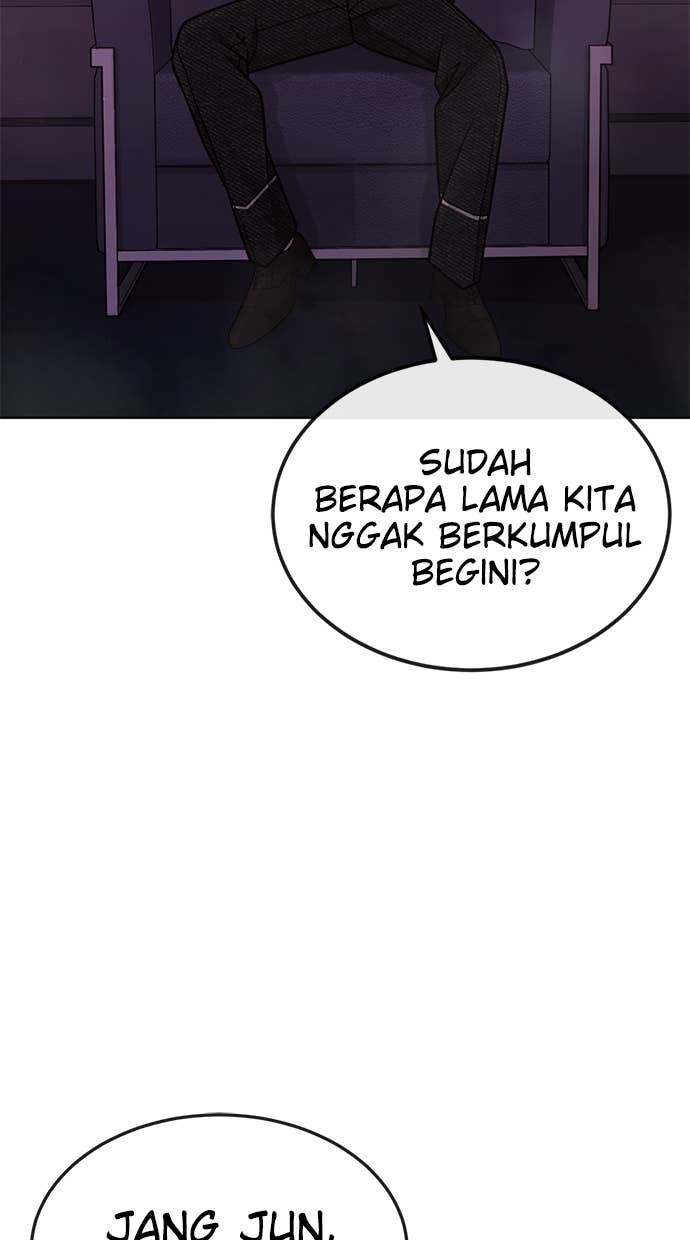 SUDAH
BERAPA LAMA KITA
NGGAK BERKUMPUL
BEGINI?
JANG JUN,